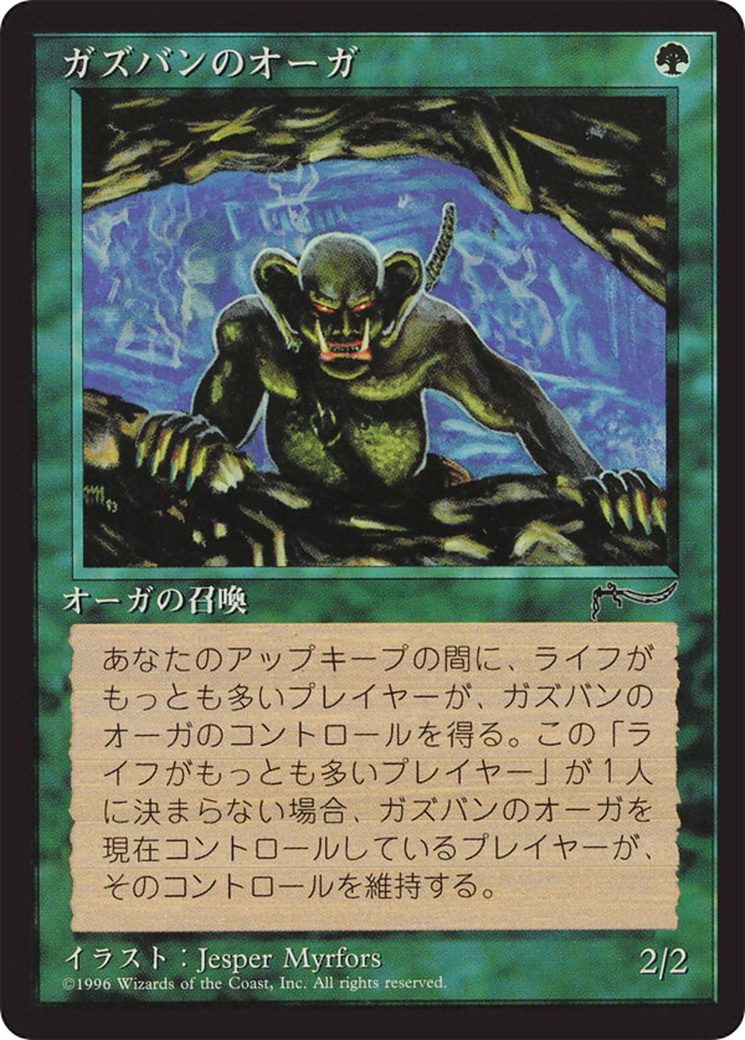 ガズバンのオーガ
オーガの召喚
あなたのアップキープの間に、ライフが
もっとも多いプレイヤーが、ガズバンの
オーガのコントロールを得る。この「ラ
イフがもっとも多いプレイヤー」が1人
に決まらない場合、ガズバンのオーガを
現在コントロールしているプレイヤーが、
そのコントロールを維持する。
イラスト：Jesper Myrfors
2/2
©1996 Wizards of the Coast, Inc. All rights reserved.